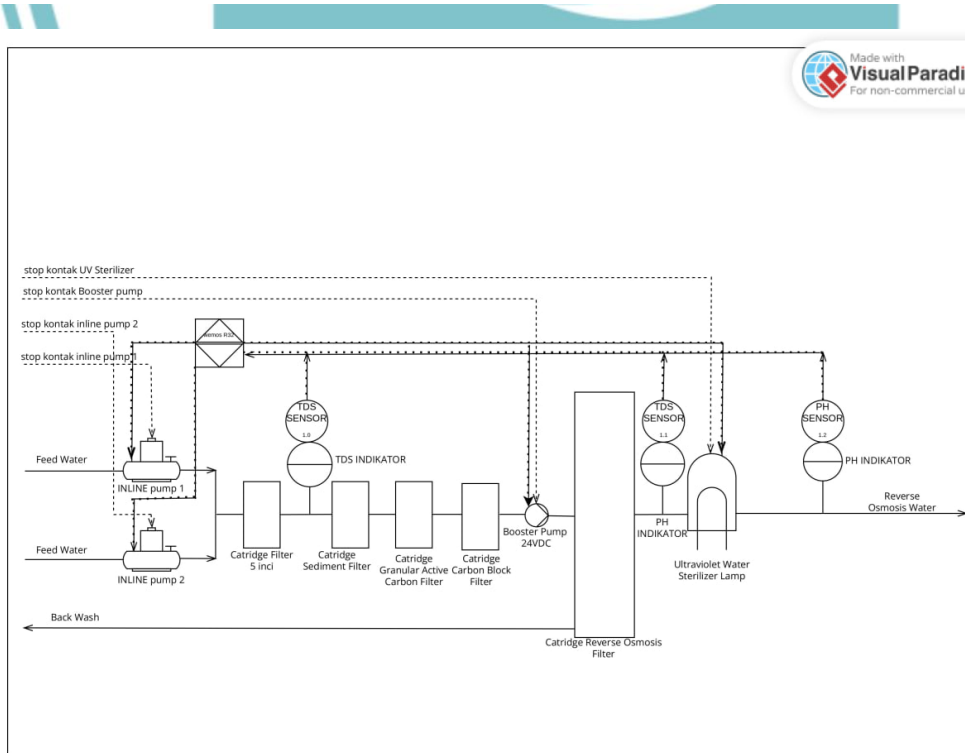 Made with
Visual Paradi
For non-commercial u
stop kontak UV Sterilizer
stop kontak Booster pump
stop kontak inline pump 2
stop kontak inline pump 1
wemos R32
TDS
SENSOR
1.0
TDS INDIKATOR
TDS
SENSOR
1.1
PH
SENSOR
1.2
PH INDIKATOR
Feed Water
INLINE pump 1
Feed Water
INLINE pump 2
Catridge Filter
5 inci
Catridge
Sediment Filter
Catridge
Granular Active
Carbon Filter
Catridge
Carbon Block
Filter
Booster Pump
24VDC
PH
INDIKATOR
Ultraviolet Water
Sterilizer Lamp
Reverse
Osmosis Water
Back Wash
Catridge Reverse Osmosis
Filter